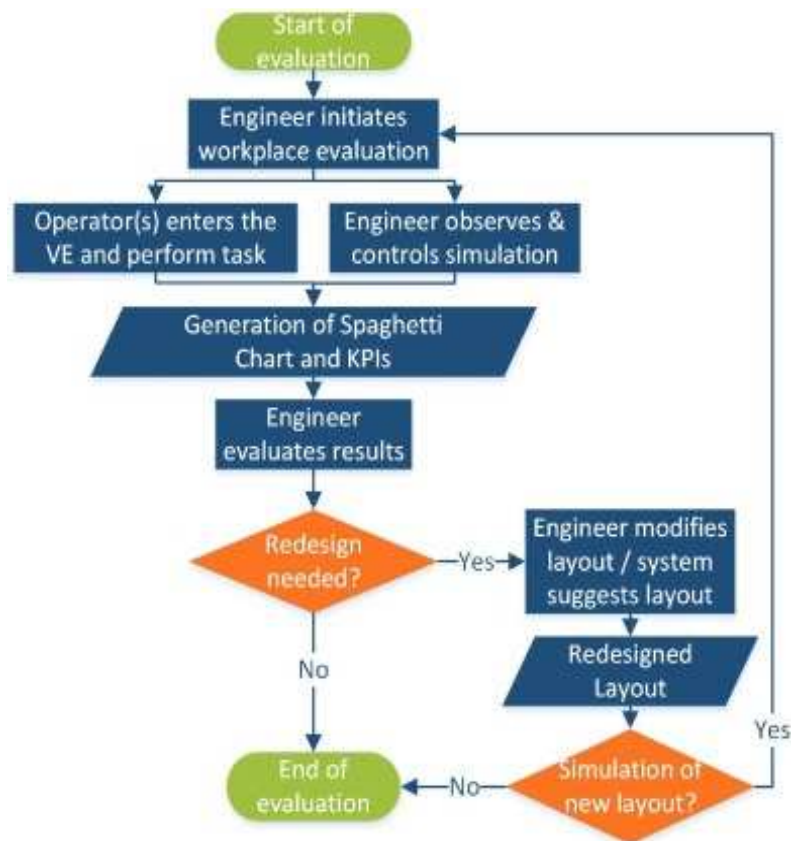 Start of
evaluation
Engineer initiates
workplace evaluation
Operator(s) enters the
VE and perform task
Engineer observes &
controls simulation
Generation of Spaghetti
Chart and KPIs
Engineer
evaluates results
Redesign
needed?
Yes
Engineer modifies
layout / system
suggests layout
No
Redesigned
Layout
Yes
Simulation of
new layout?
No
End of
evaluation